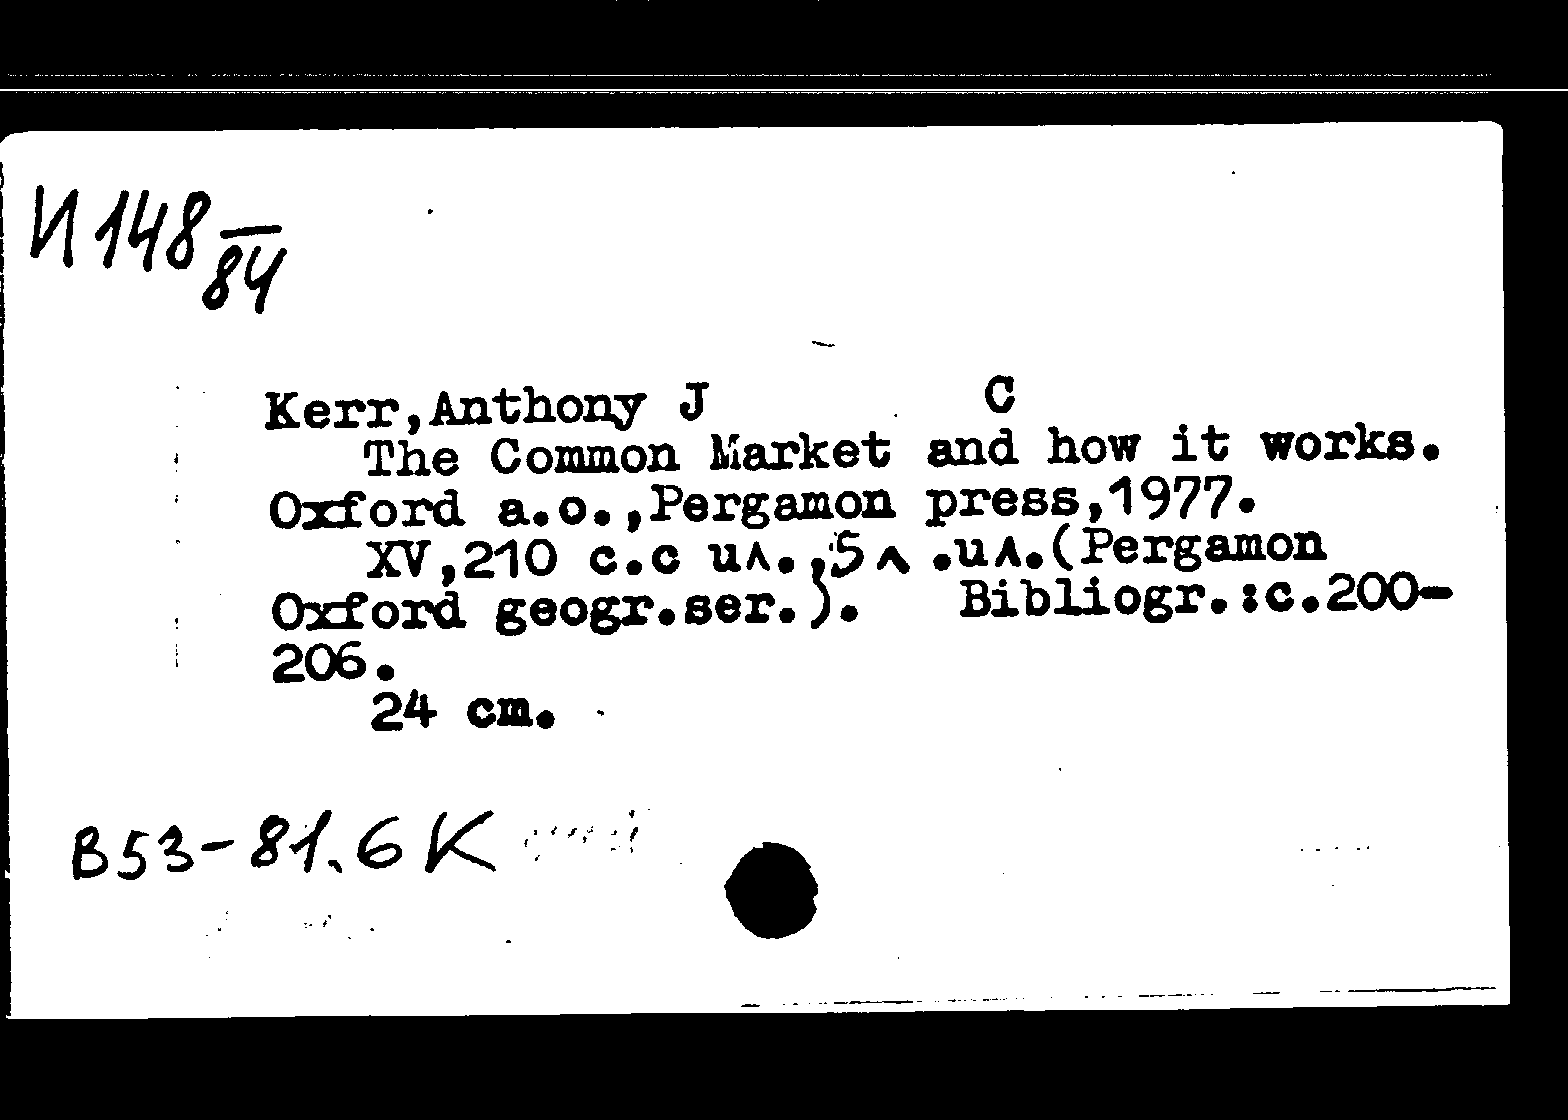 И148
84
Kerr,Anthony J C
The Common Market and how it works.
Oxford a.o.,Pergamon press,1977.
XV,210 c.c uл.,5л.uл.(Pergamon
Oxford geogr.ser.). Bibliogr.:c.200-
206.
24 cm.
B53-81.6K